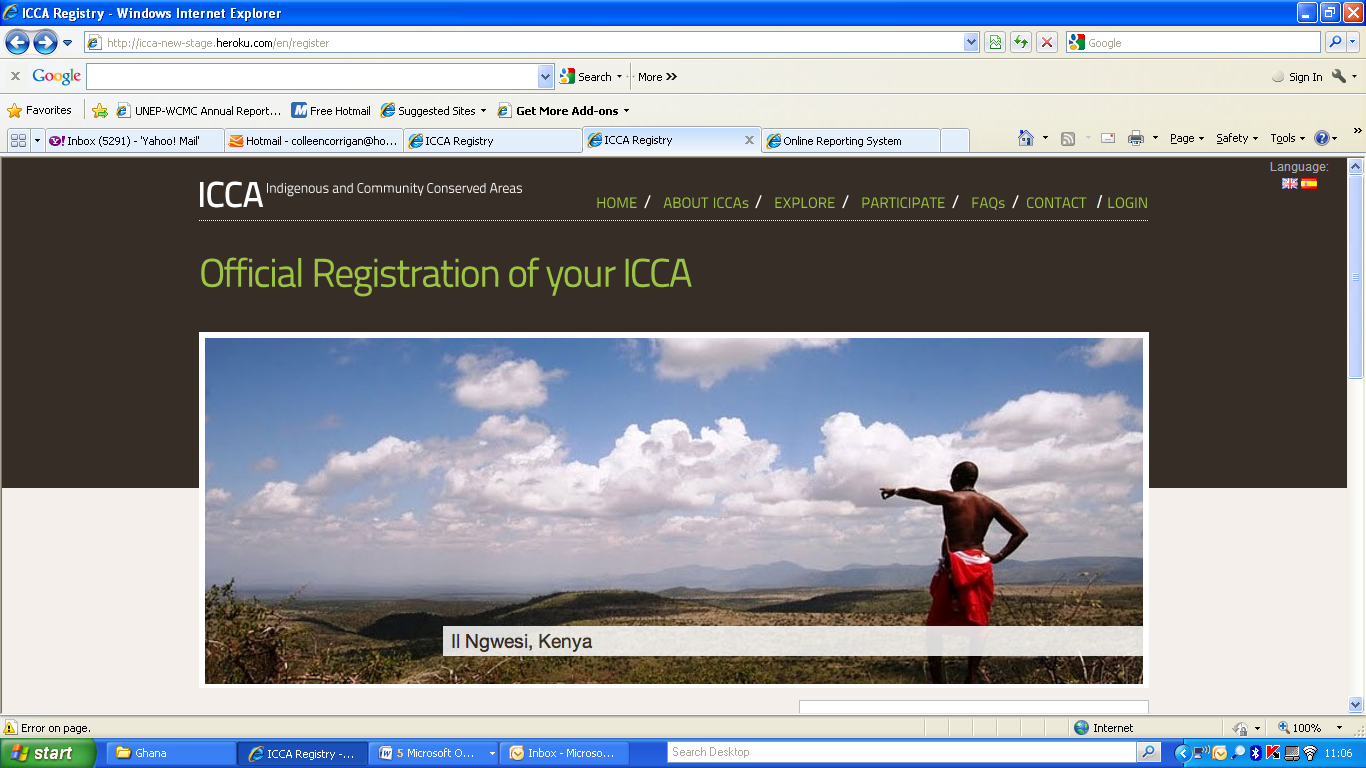 ICCA Registry - Windows Internet Explorer
http://icca-new-stage.heroku.com/en/register
Google
x Google
Search
More >>
Sign In
Favorites
UNEP-WCMC Annual Report...
Free Hotmail
Suggested Sites
Get More Add-ons
Inbox (5291) - 'Yahoo! Mail'
Hotmail - colleencorrigan@ho...
ICCA Registry
ICCA Registry
x
Online Reporting System
Page
Safety
Tools
>>
Language:
ICCA Indigenous and Community Conserved Areas
HOME / ABOUT ICCAs / EXPLORE / PARTICIPATE / FAQs / CONTACT / LOGIN
Official Registration of your ICCA
Il Ngwesi, Kenya
Error on page.
Internet
100%
start
Ghana
ICCA Registry -...
5 Microsoft O...
Inbox - Microso...
Search Desktop
11:06